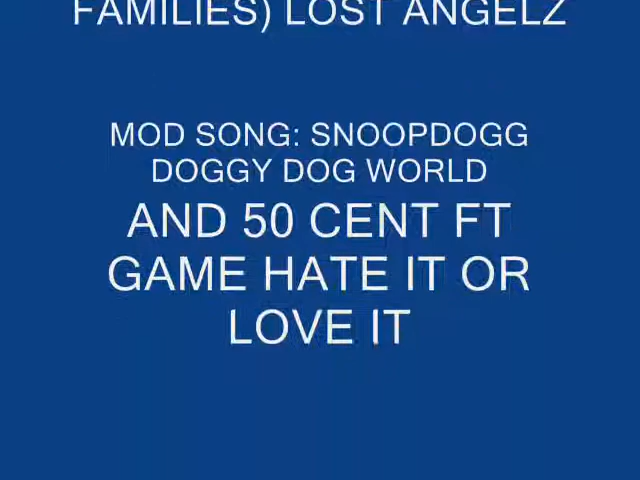 FAMILIES) LOST ANGELZ
MOD SONG: SNOOPDOGG
DOGGY DOG WORLD
AND 50 CENT FT
GAME HATE IT OR
LOVE IT